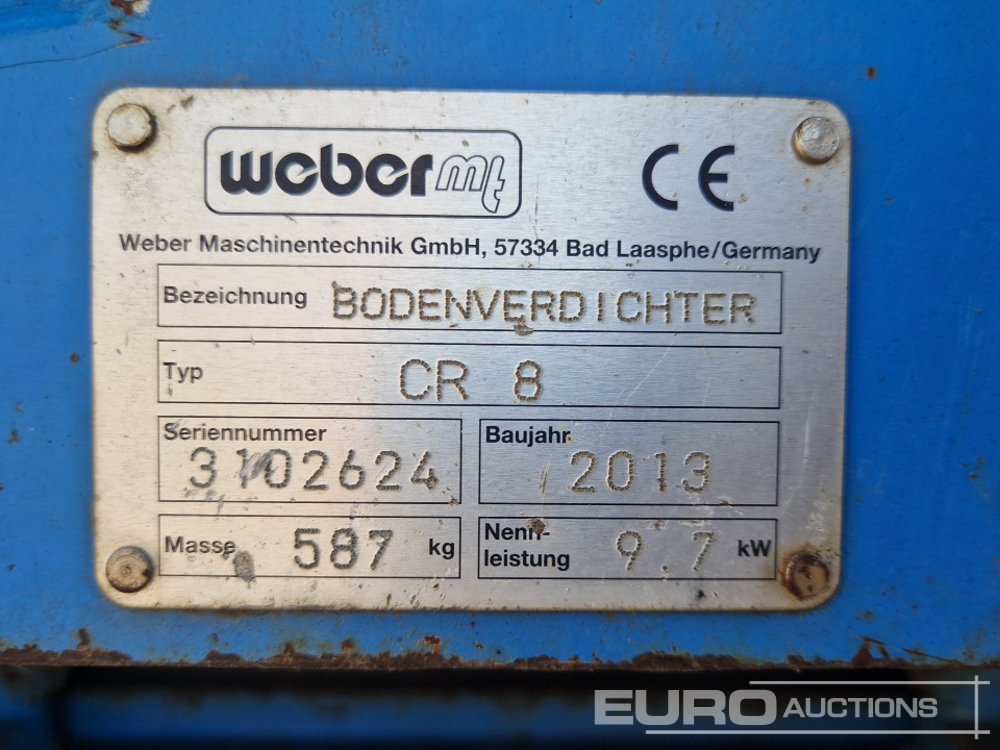 weber mt
CE
Weber Maschinentechnik GmbH, 57334 Bad Laasphe/Germany
Bezeichnung BODENVERDICHTER
Typ CR 8
Seriennummer 3102624
Baujahr 2013
Masse 587 kg
Nenn-
leistung 9 7 kW
EURO AUCTIONS